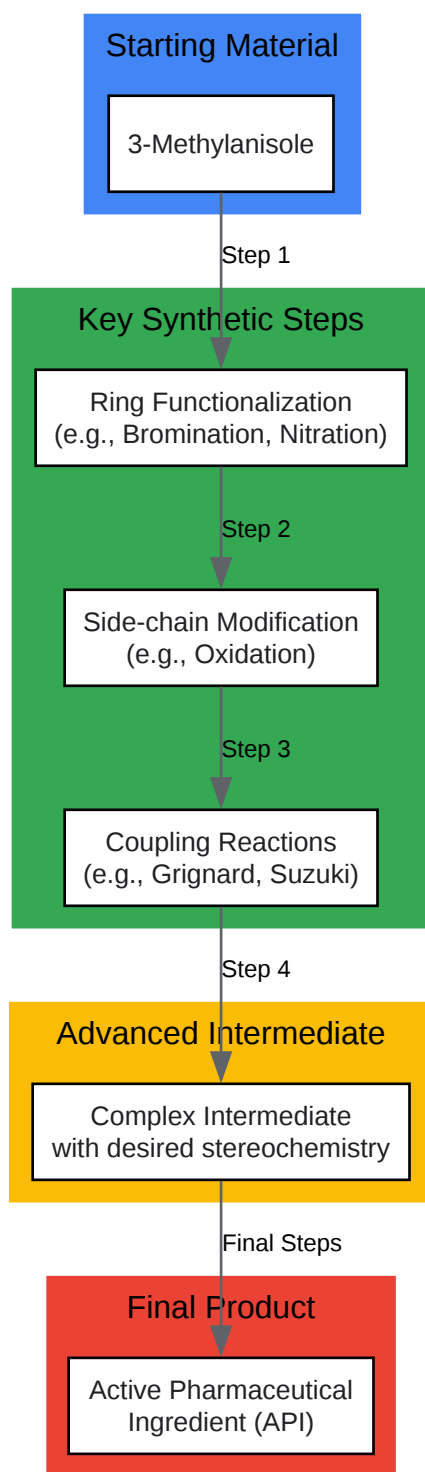 Starting Material
3-Methylanisole
Step 1
Key Synthetic Steps
Ring Functionalization
(e.g., Bromination, Nitration)
Step 2
Side-chain Modification
(e.g., Oxidation)
Step 3
Coupling Reactions
(e.g., Grignard, Suzuki)
Step 4
Advanced Intermediate
Complex Intermediate
with desired stereochemistry
Final Steps
Final Product
Active Pharmaceutical
Ingredient (API)